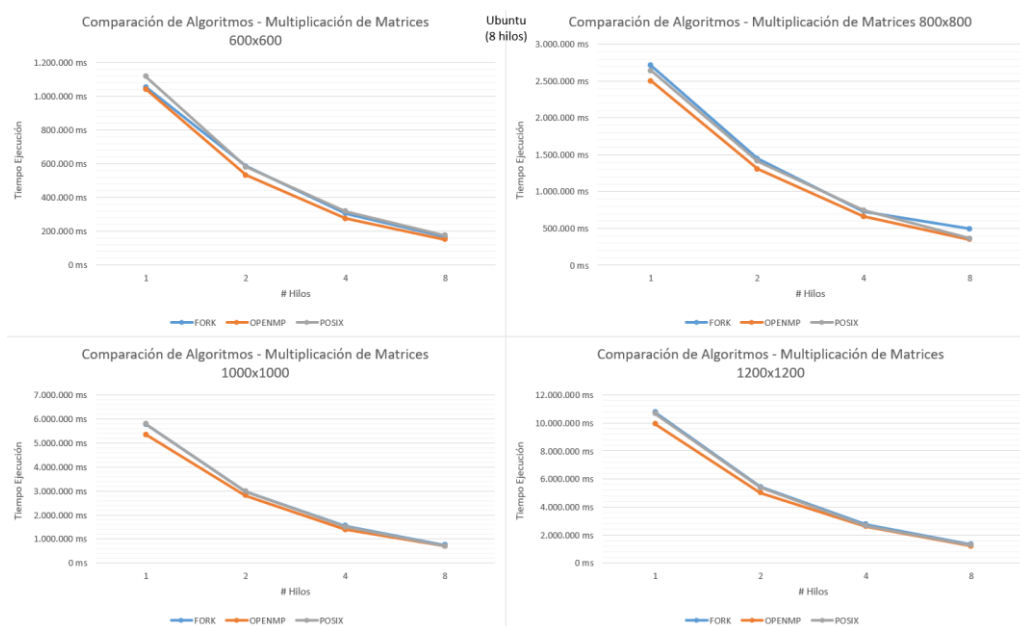 Comparación de Algoritmos - Multiplicación de Matrices
600x600
1.200.000 ms
1.000.000 ms
800.000 ms
600.000 ms
400.000 ms
200.000 ms
0 ms
Tiempo Ejecución
1 2 4 8
# Hilos
FORK OPENMP POSIX
Ubuntu
(8 hilos)
Comparación de Algoritmos - Multiplicación de Matrices 800x800
3.000.000 ms
2.500.000 ms
2.000.000 ms
1.500.000 ms
1.000.000 ms
500.000 ms
0 ms
Tiempo Ejecución
1 2 4 8
# Hilos
FORK OPENMP POSIX
Comparación de Algoritmos - Multiplicación de Matrices
1000x1000
7.000.000 ms
6.000.000 ms
5.000.000 ms
4.000.000 ms
3.000.000 ms
2.000.000 ms
1.000.000 ms
0 ms
Tiempo Ejecución
1 2 4 8
# Hilos
FORK OPENMP POSIX
Comparación de Algoritmos - Multiplicación de Matrices
1200x1200
12.000.000 ms
10.000.000 ms
8.000.000 ms
6.000.000 ms
4.000.000 ms
2.000.000 ms
0 ms
Tiempo Ejecución
1 2 4 8
# Hilos
FORK OPENMP POSIX